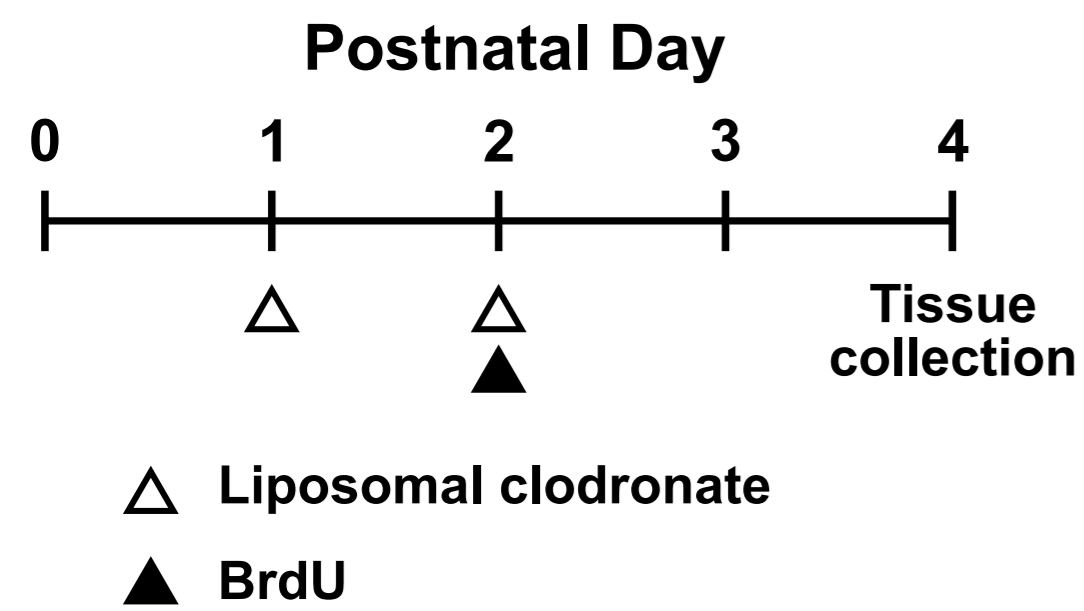 Postnatal Day
0 1 2 3 4
Tissue
collection
Liposomal clodronate
BrdU